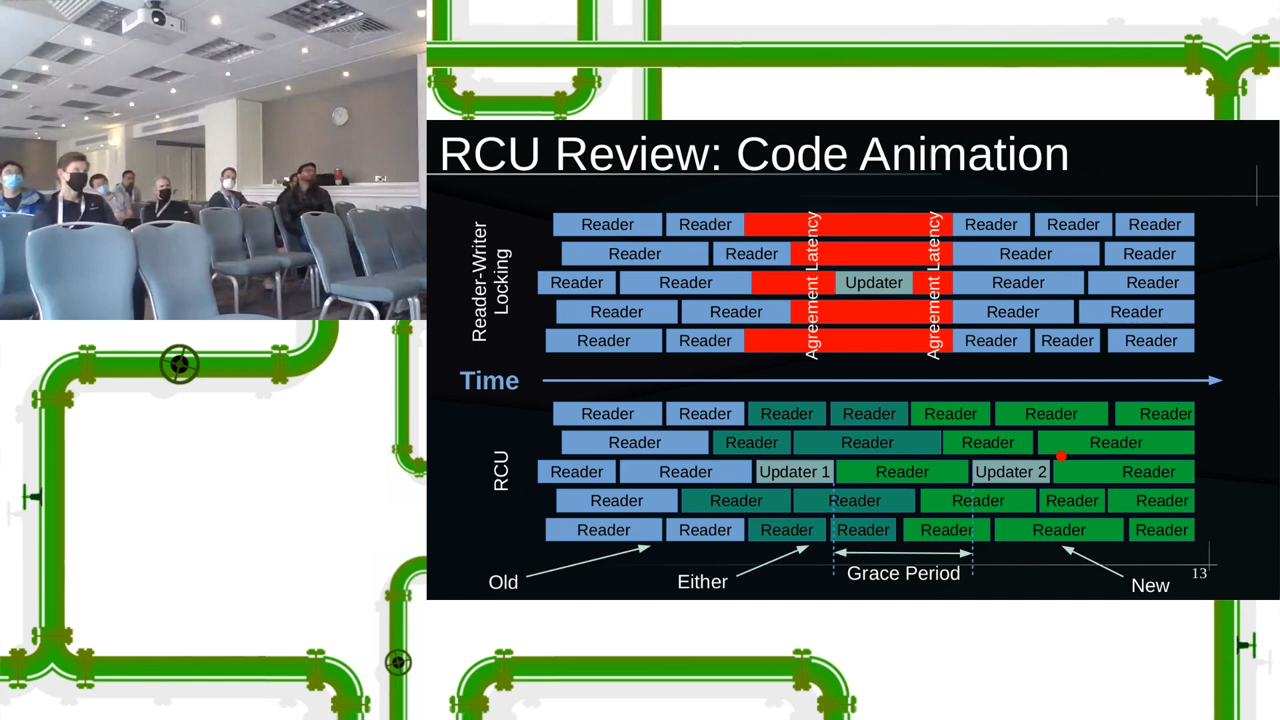 RCU Review: Code Animation
Reader-Writer
Locking
Reader Reader Reader Reader Reader
Reader Reader Reader Reader
Reader Reader Updater Reader Reader
Reader Reader Reader Reader
Reader Reader Reader Reader Reader
Agreement Latency
Agreement Latency
Time
RCU
Reader Reader Reader Reader Reader Reader Reader
Reader Reader Reader Reader Reader
Reader Reader Updater 1 Reader Updater 2 Reader
Reader Reader Reader Reader Reader Reader
Reader Reader Reader Reader Reader Reader Reader
Old Either Grace Period New
13